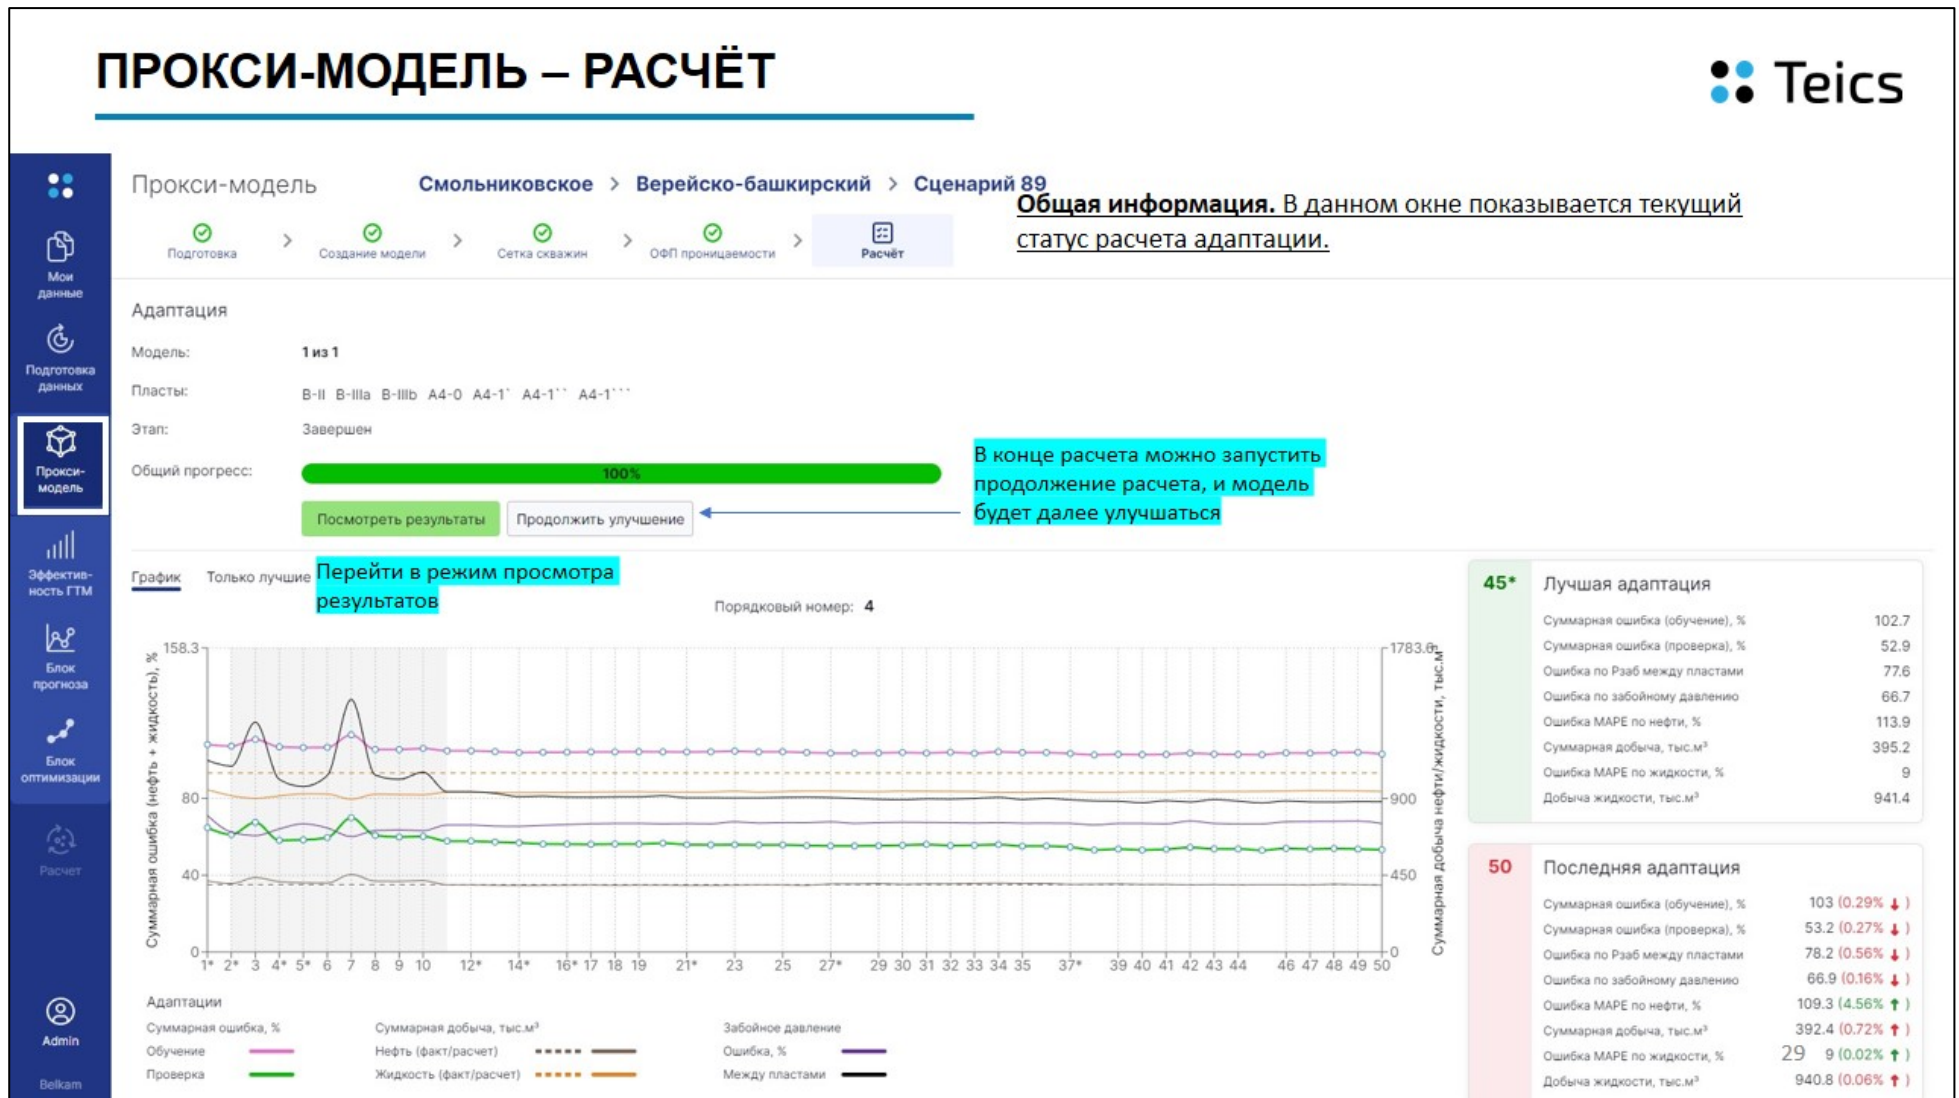 ПРОКСИ-МОДЕЛЬ – РАСЧЁТ
Teics
Прокси-модель
Смольниковское > Верейско-башкирский > Сценарий 89
Общая информация. В данном окне показывается текущий
статус расчета адаптации.
Подготовка > Создание модели > Сетка скважин > ОФП проницаемости > Расчёт
Мои
данные
Подготовка
данных
Прокси-
модель
Эффектив-
ность ГТМ
Блок
прогноза
Блок
оптимизации
Расчет
Admin
Belkam
Адаптация
Модель: 1 из 1
Пласты: B-II B-IIIa B-IIIb A4-0 A4-1` A4-1`` A4-1```
Этап: Завершен
Общий прогресс: 100%
Посмотреть результаты
Продолжить улучшение
В конце расчета можно запустить
продолжение расчета, и модель
будет далее улучшаться
График Только лучшие
Перейти в режим просмотра
результатов
Порядковый номер: 4
Суммарная ошибка (нефть + жидкость), %
158.3
80
40
0
1783.6
900
450
0
Суммарная добыча нефти/жидкости, тыс.м³
1* 2* 3 4* 5* 6 7 8 9 10 12* 14* 16* 17 18 19 21* 23 25 27* 29 30 31 32 33 34 35 37* 39 40 41 42 43 44 46 47 48 49 50
Адаптации
Суммарная ошибка, %
Обучение
Проверка
Суммарная добыча, тыс.м³
Нефть (факт/расчет)
Жидкость (факт/расчет)
Забойное давление
Ошибка, %
Между пластами
45* Лучшая адаптация
Суммарная ошибка (обучение), % 102.7
Суммарная ошибка (проверка), % 52.9
Ошибка по Рзаб между пластами 77.6
Ошибка по забойному давлению 66.7
Ошибка MAPE по нефти, % 113.9
Суммарная добыча, тыс.м³ 395.2
Ошибка MAPE по жидкости, % 9
Добыча жидкости, тыс.м³ 941.4
50 Последняя адаптация
Суммарная ошибка (обучение), % 103 (0.29% ↓ )
Суммарная ошибка (проверка), % 53.2 (0.27% ↓ )
Ошибка по Рзаб между пластами 78.2 (0.56% ↓ )
Ошибка по забойному давлению 66.9 (0.16% ↓ )
Ошибка MAPE по нефти, % 109.3 (4.56% ↑ )
Суммарная добыча, тыс.м³ 392.4 (0.72% ↑ )
Ошибка MAPE по жидкости, % 9 (0.02% ↑ )
Добыча жидкости, тыс.м³ 940.8 (0.06% ↑ )
29